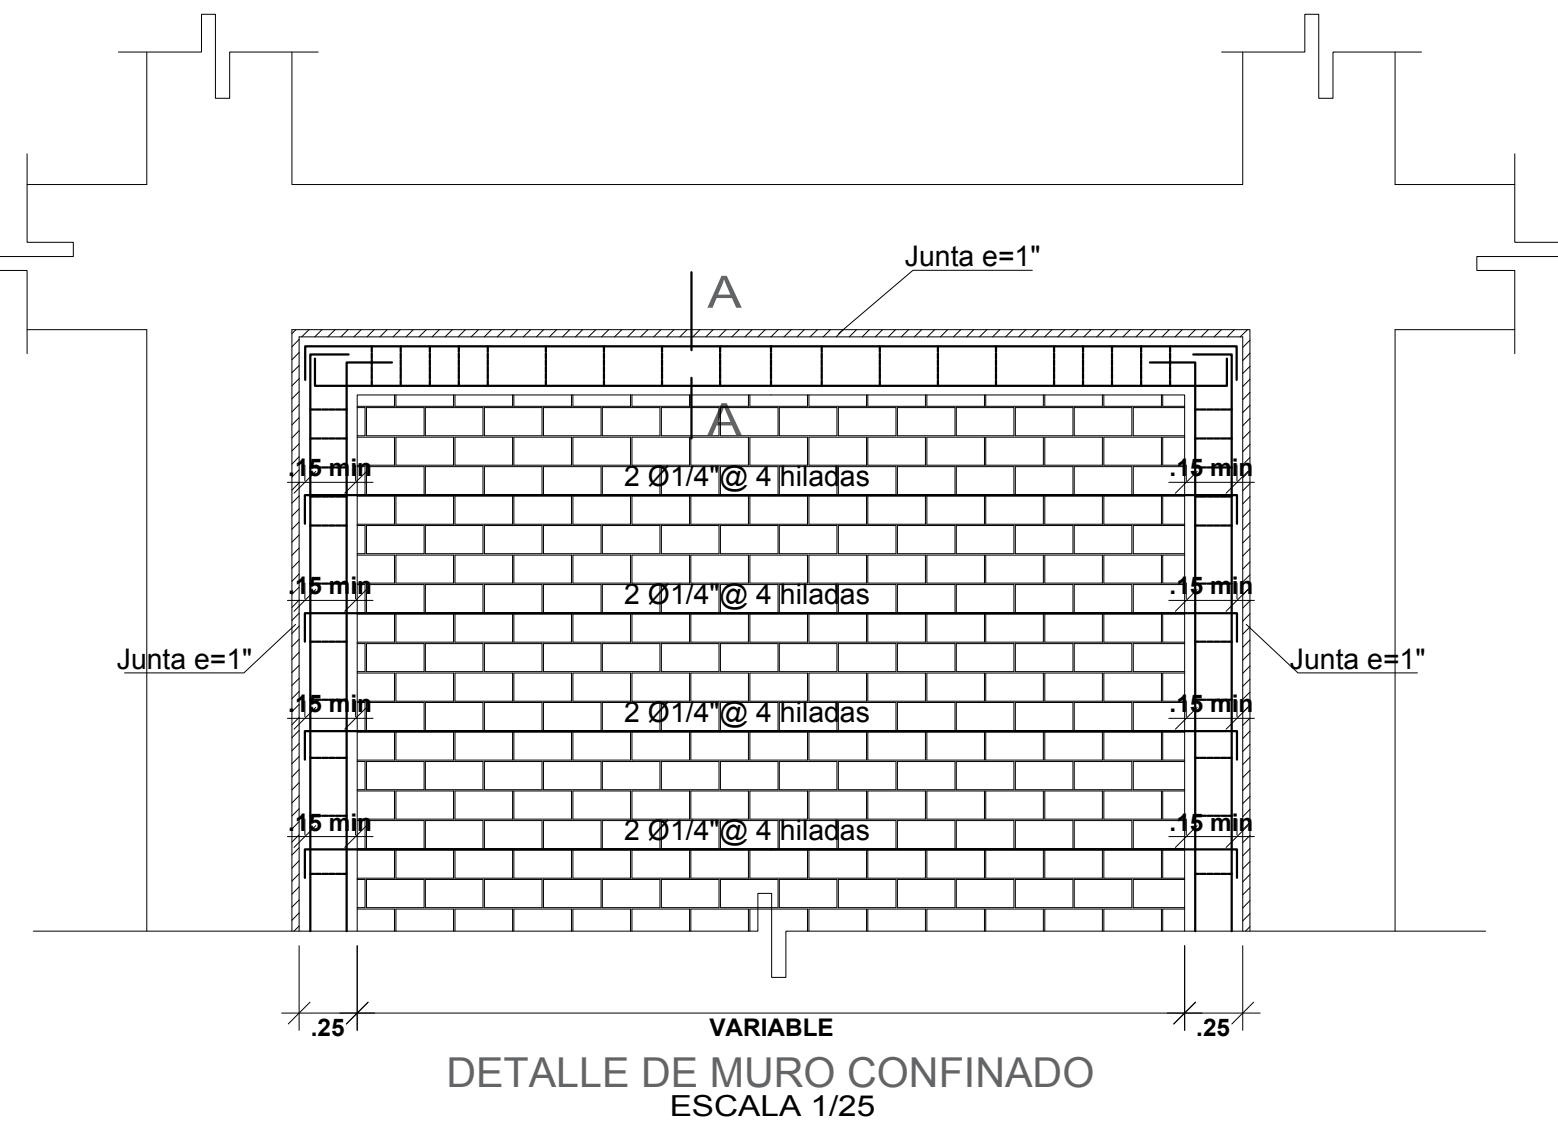 Junta e=1"
A
A
.15 min
2 Ø1/4"@ 4 hiladas
.15 min
.15 min
2 Ø1/4"@ 4 hiladas
.15 min
Junta e=1"
Junta e=1"
.15 min
2 Ø1/4"@ 4 hiladas
.15 min
.15 min
2 Ø1/4"@ 4 hiladas
.15 min
.25
VARIABLE
.25
DETALLE DE MURO CONFINADO
ESCALA 1/25